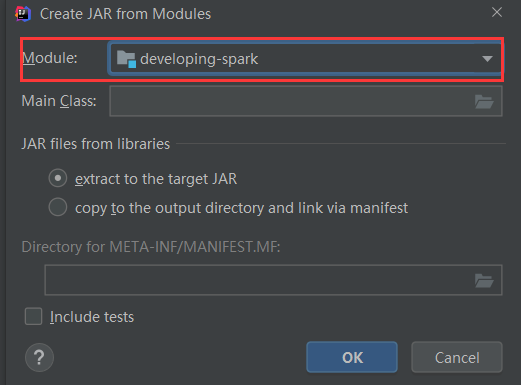 Create JAR from Modules
Module: developing-spark
Main Class:
JAR files from libraries
extract to the target JAR
copy to the output directory and link via manifest
Directory for META-INF/MANIFEST.MF:
Include tests
? OK Cancel